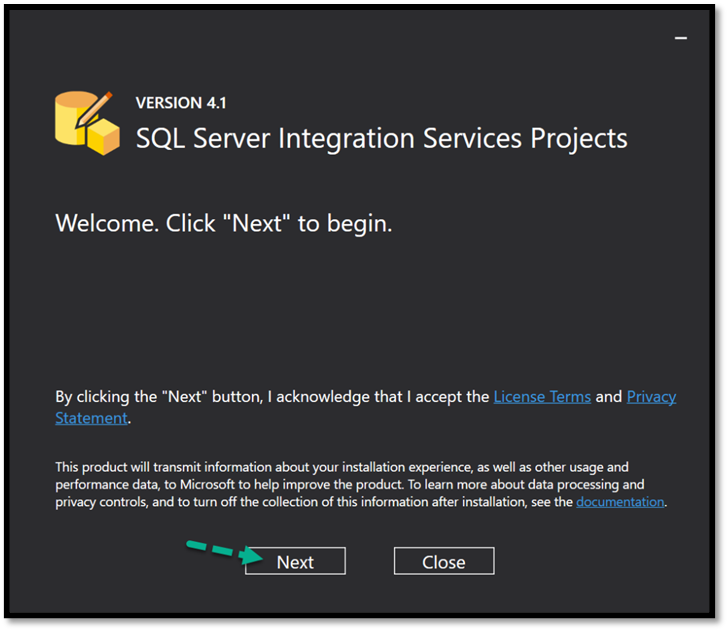 VERSION 4.1
SQL Server Integration Services Projects
Welcome. Click "Next" to begin.
By clicking the "Next" button, I acknowledge that I accept the License Terms and Privacy
Statement.
This product will transmit information about your installation experience, as well as other usage and
performance data, to Microsoft to help improve the product. To learn more about data processing and
privacy controls, and to turn off the collection of this information after installation, see the documentation.
Next
Close